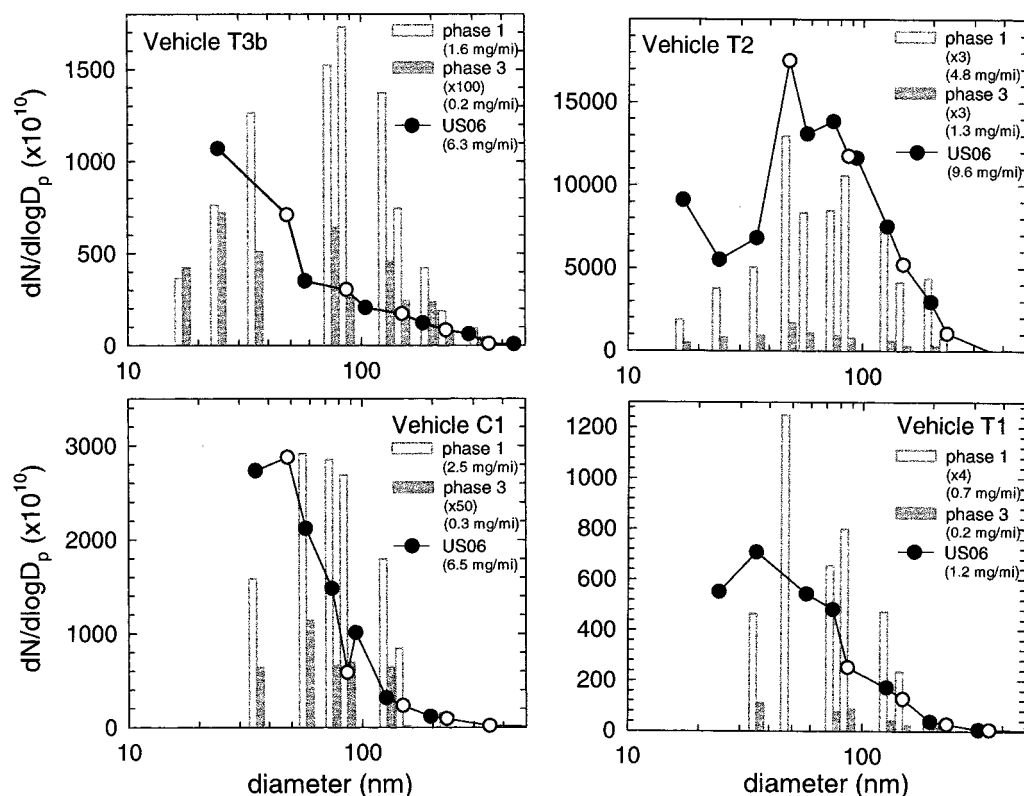 Vehicle T3b
phase 1
(1.6 mg/mi)
phase 3
(x100)
(0.2 mg/mi)
US06
(6.3 mg/mi)
dN/dlogDp (x10^10)
1500
1000
500
0
10
100
Vehicle T2
phase 1
(x3)
(4.8 mg/mi)
phase 3
(x3)
(1.3 mg/mi)
US06
(9.6 mg/mi)
15000
10000
5000
0
10
100
Vehicle C1
phase 1
(2.5 mg/mi)
phase 3
(x50)
(0.3 mg/mi)
US06
(6.5 mg/mi)
dN/dlogDp (x10^10)
3000
2000
1000
0
10
100
diameter (nm)
Vehicle T1
phase 1
(x4)
(0.7 mg/mi)
phase 3
(0.2 mg/mi)
US06
(1.2 mg/mi)
1200
1000
800
600
400
200
0
10
100
diameter (nm)